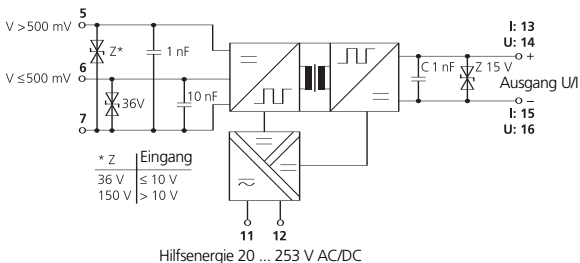 5
V >500 mV
I: 13
U: 14
+
Z*
1 nF
6
V ≤500 mV
36V
10 nF
C 1 nF
Z 15 V
Ausgang U/I
–
I: 15
U: 16
7
* Z Eingang
36 V ≤ 10 V
150 V > 10 V
11 12
Hilfsenergie 20 ... 253 V AC/DC